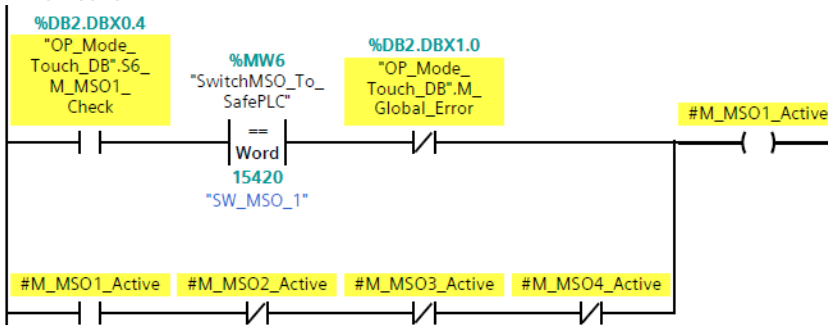 %DB2.DBX0.4
"OP_Mode_
Touch_DB".S6_
M_MSO1_
Check
%MW6
"SwitchMSO_To_
SafePLC"
==
Word
15420
"SW_MSO_1"
%DB2.DBX1.0
"OP_Mode_
Touch_DB".M_
Global_Error
#M_MSO1_Active
#M_MSO1_Active
#M_MSO2_Active
#M_MSO3_Active
#M_MSO4_Active